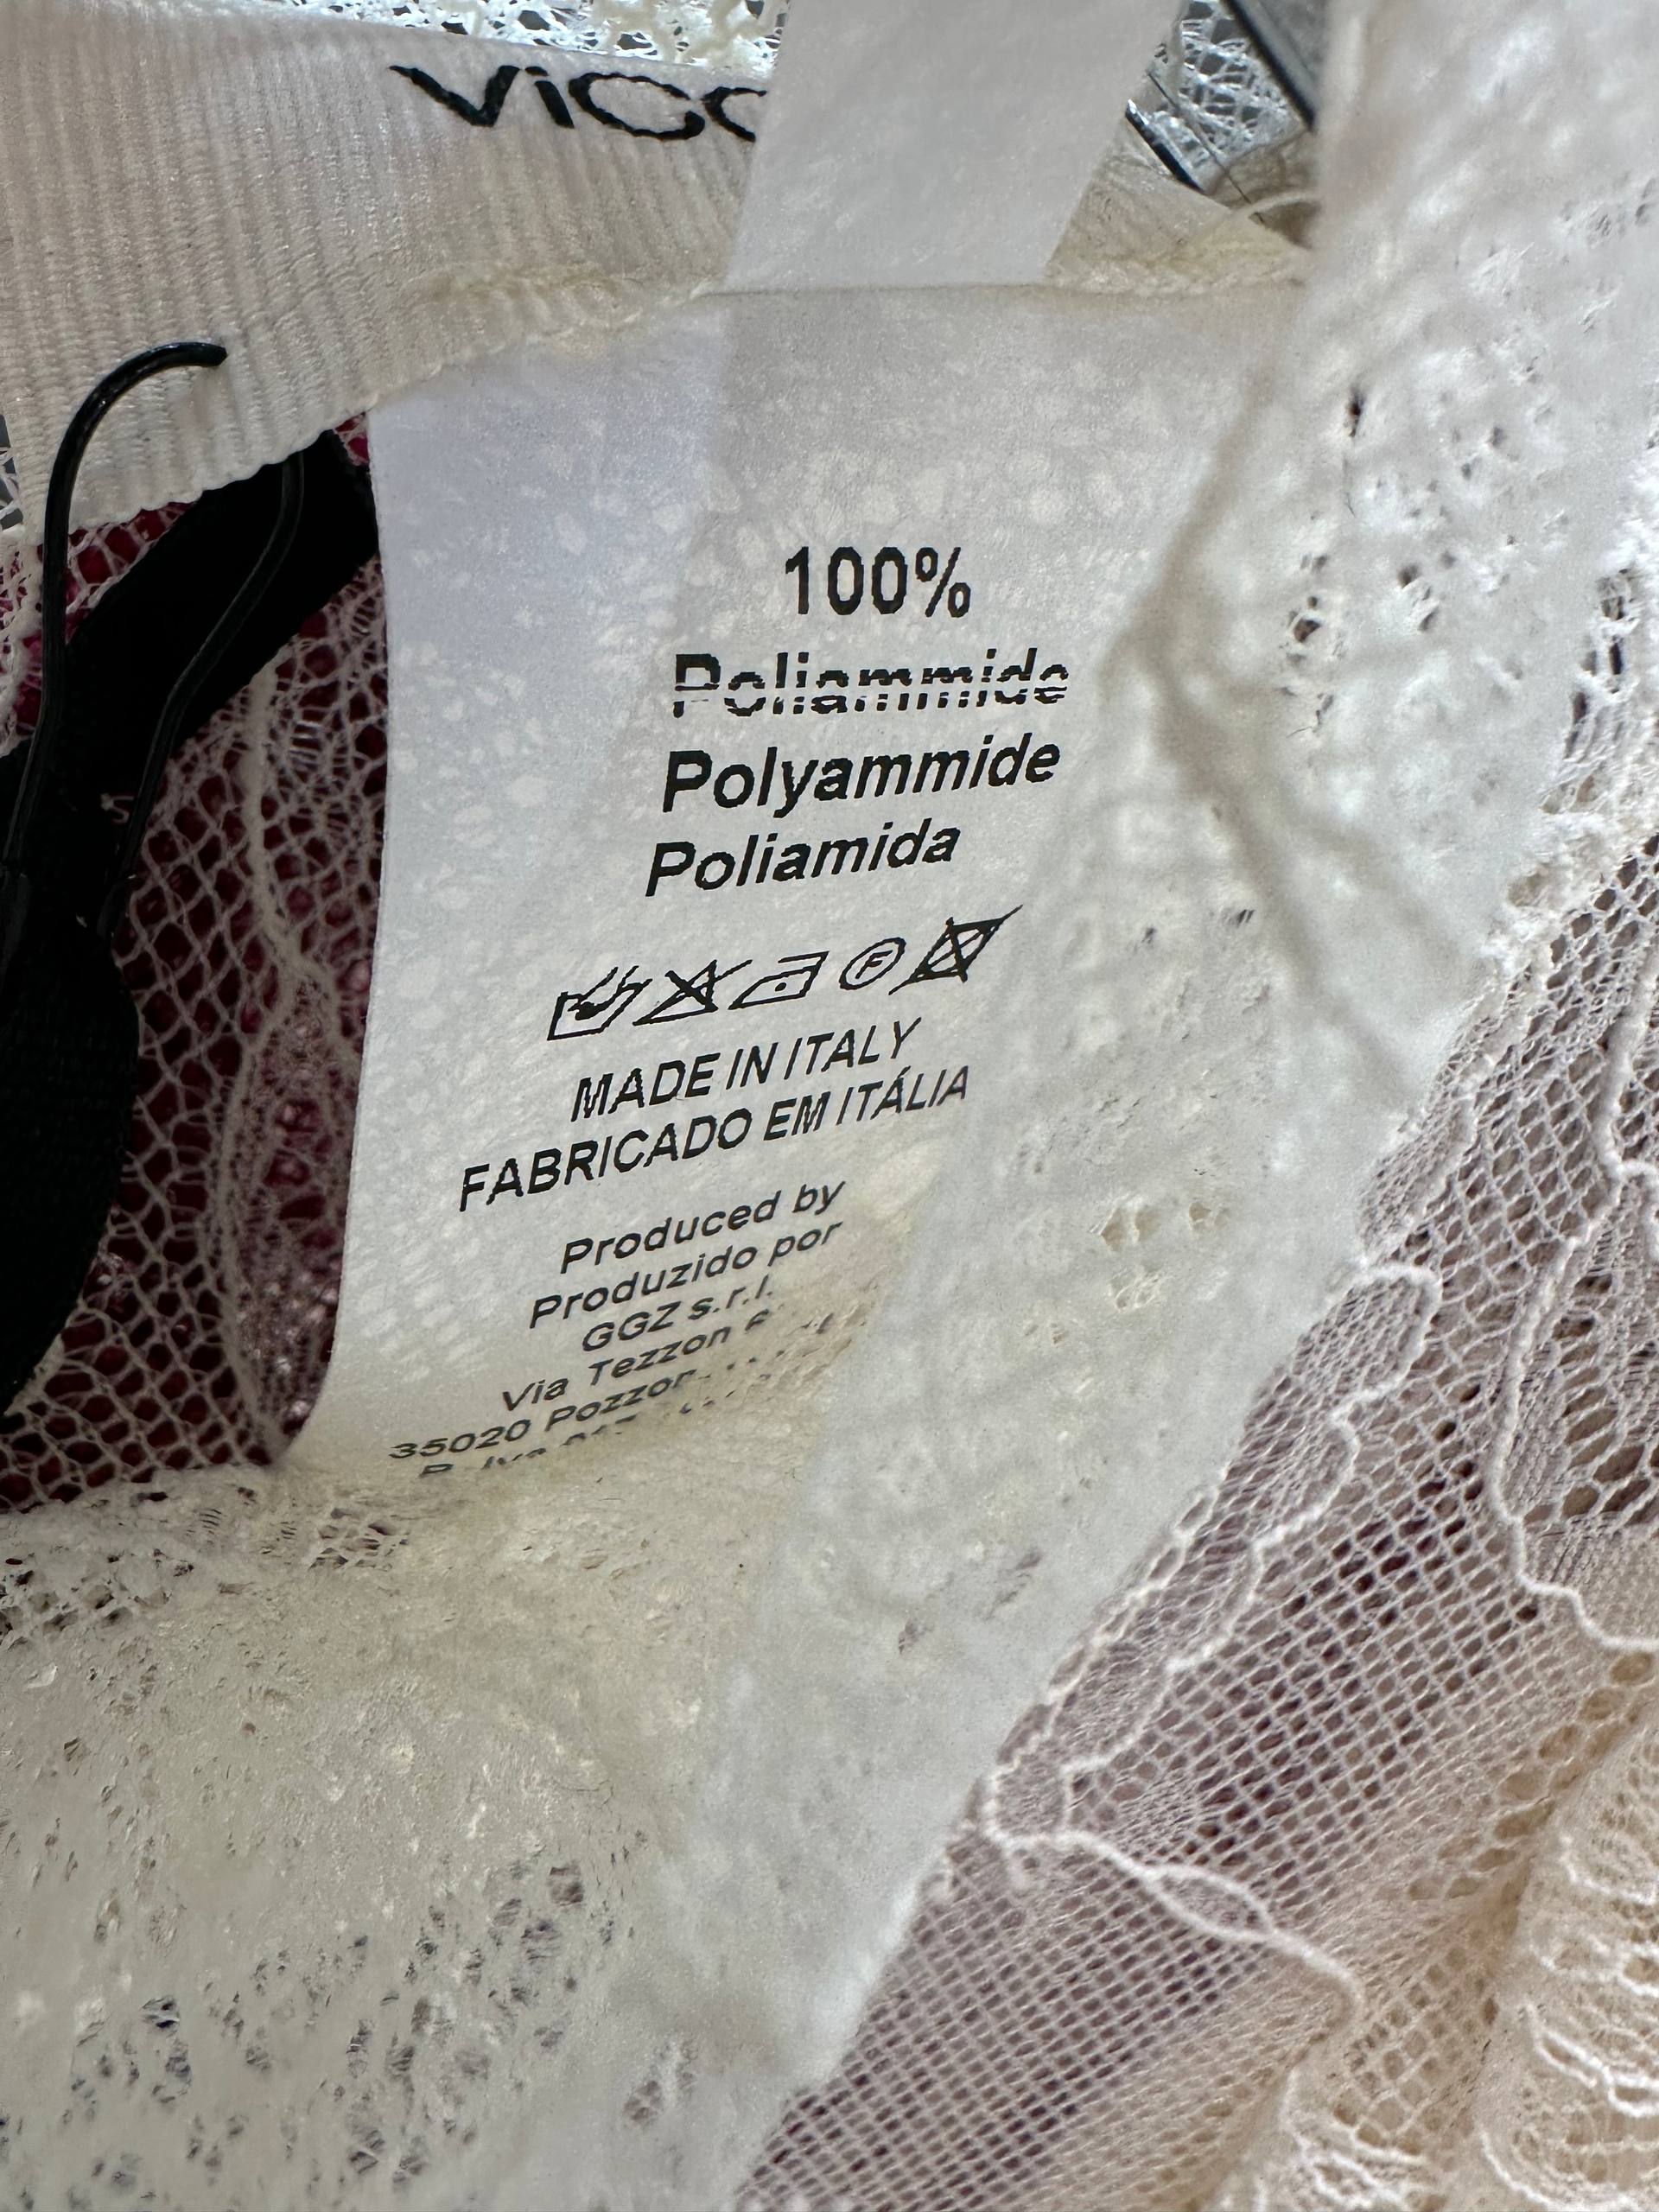 100%
Poliammide
Polyammide
Poliamida
F
MADE IN ITALY
FABRICADO EM ITÁLIA
Produced by
Produzido por
GGZ s.r.l.
Via Tezzon
35020